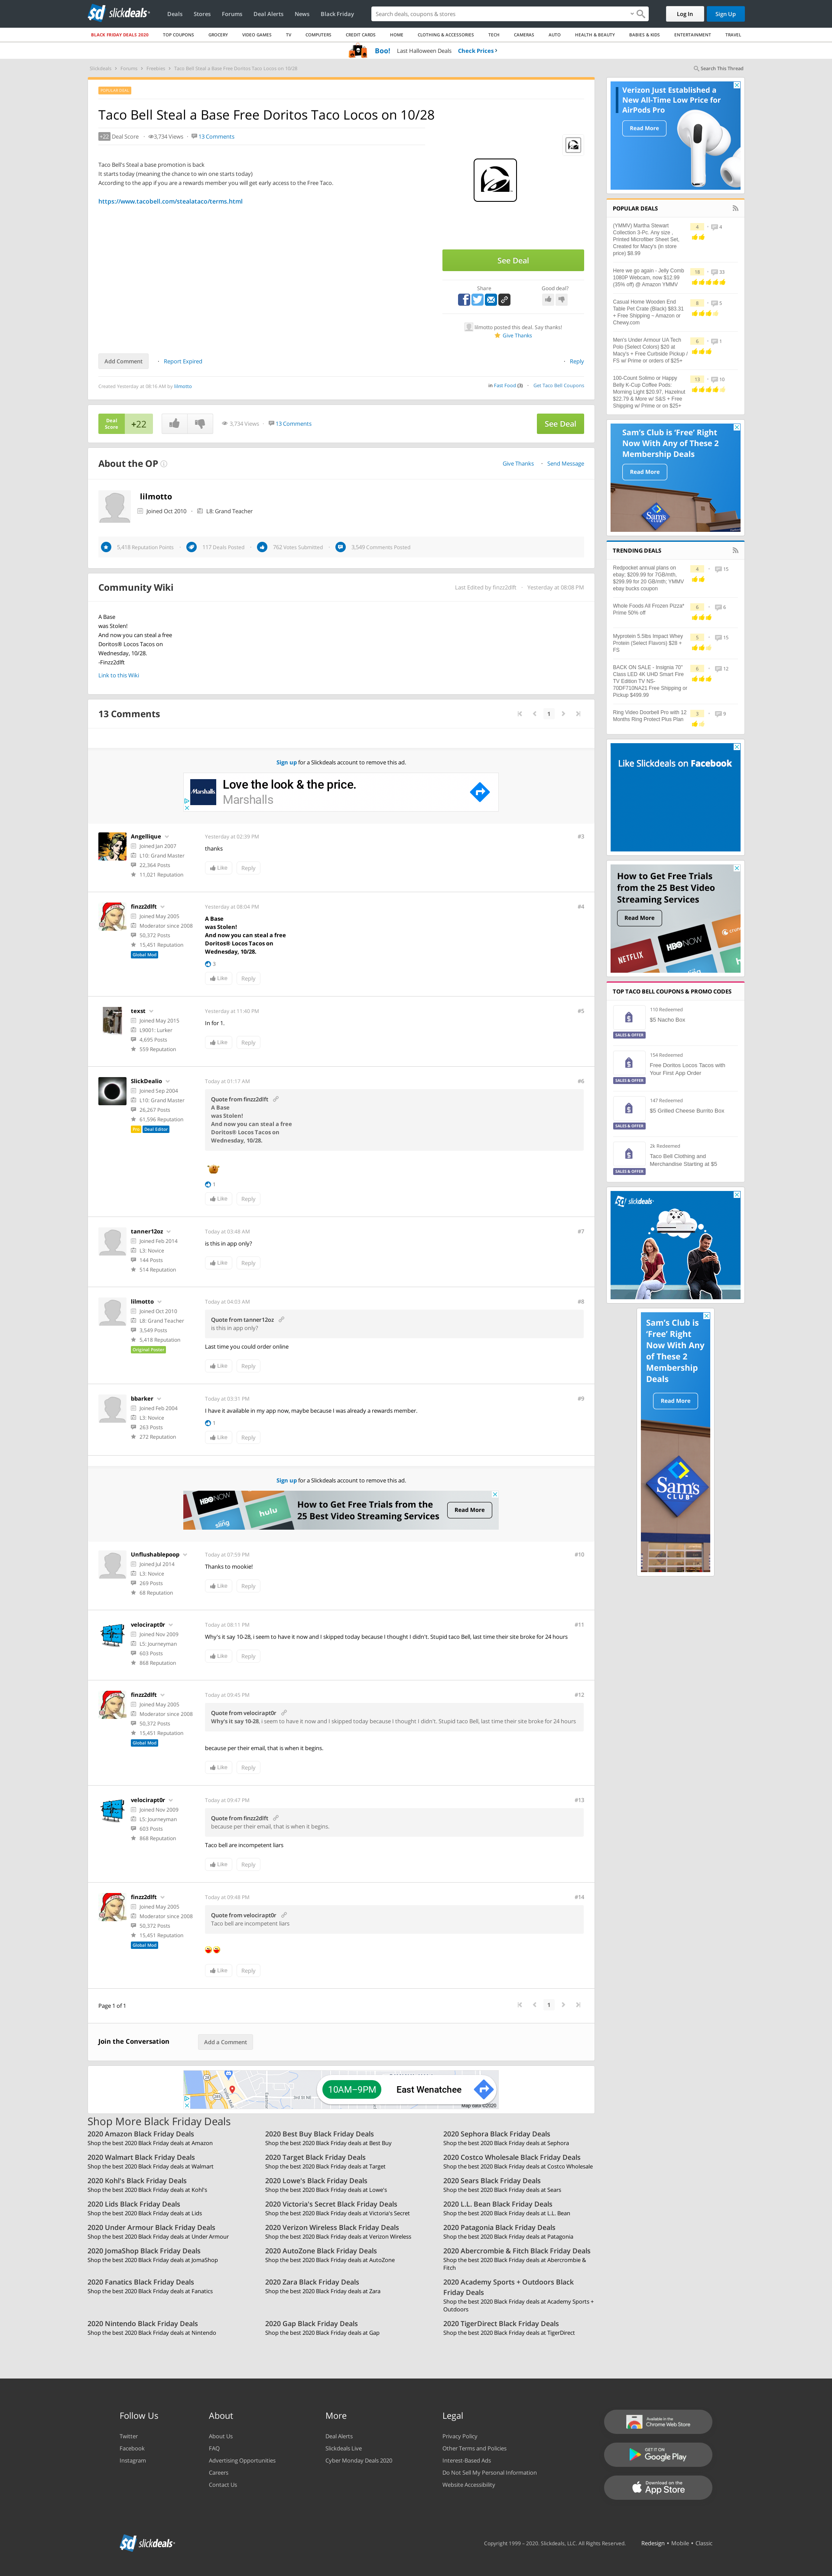 slickdeals
Deals Stores Forums Deal Alerts News Black Friday
Search deals, coupons & stores
Log In Sign Up
BLACK FRIDAY DEALS 2020 TOP COUPONS GROCERY VIDEO GAMES TV COMPUTERS CREDIT CARDS HOME CLOTHING & ACCESSORIES TECH CAMERAS AUTO HEALTH & BEAUTY BABIES & KIDS ENTERTAINMENT TRAVEL
Boo! Last Halloween Deals Check Prices ›
Slickdeals > Forums > Freebies > Taco Bell Steal a Base Free Doritos Taco Locos on 10/28
Search This Thread
POPULAR DEAL
Taco Bell Steal a Base Free Doritos Taco Locos on 10/28
+22 Deal Score 3,734 Views 13 Comments
Taco Bell's Steal a base promotion is back
It starts today (meaning the chance to win one starts today)
According to the app if you are a rewards member you will get early access to the Free Taco.
https://www.tacobell.com/stealataco/terms.html
See Deal
Share Good deal?
lilmotto posted this deal. Say thanks!
Give Thanks
Add Comment Report Expired Reply
Created Yesterday at 08:16 AM by lilmotto
in Fast Food (3) Get Taco Bell Coupons
Deal Score +22 3,734 Views 13 Comments See Deal
About the OP Give Thanks Send Message
lilmotto
Joined Oct 2010 L8: Grand Teacher
5,418 Reputation Points 117 Deals Posted 762 Votes Submitted 3,549 Comments Posted
Community Wiki Last Edited by finzz2dlft Yesterday at 08:08 PM
A Base
was Stolen!
And now you can steal a free
Doritos® Locos Tacos on
Wednesday, 10/28.
-Finzz2dlft
Link to this Wiki
13 Comments 1
Sign up for a Slickdeals account to remove this ad.
Marshalls
Love the look & the price.
Marshalls
Angellique Yesterday at 02:39 PM #3
Joined Jan 2007
L10: Grand Master
22,364 Posts
11,021 Reputation
thanks
Like Reply
finzz2dlft Yesterday at 08:04 PM #4
Joined May 2005
Moderator since 2008
50,372 Posts
15,451 Reputation
Global Mod
A Base
was Stolen!
And now you can steal a free
Doritos® Locos Tacos on
Wednesday, 10/28.
3
Like Reply
texst Yesterday at 11:40 PM #5
Joined May 2015
L9001: Lurker
4,695 Posts
559 Reputation
In for 1.
Like Reply
SlickDealio Today at 01:17 AM #6
Joined Sep 2004
L10: Grand Master
26,267 Posts
61,596 Reputation
Pro Deal Editor
Quote from finzz2dlft
A Base
was Stolen!
And now you can steal a free
Doritos® Locos Tacos on
Wednesday, 10/28.
1
Like Reply
tanner12oz Today at 03:48 AM #7
Joined Feb 2014
L3: Novice
144 Posts
514 Reputation
is this in app only?
Like Reply
lilmotto Today at 04:03 AM #8
Joined Oct 2010
L8: Grand Teacher
3,549 Posts
5,418 Reputation
Original Poster
Quote from tanner12oz
is this in app only?
Last time you could order online
Like Reply
bbarker Today at 03:31 PM #9
Joined Feb 2004
L3: Novice
263 Posts
272 Reputation
I have it available in my app now, maybe because I was already a rewards member.
1
Like Reply
Sign up for a Slickdeals account to remove this ad.
HBO NOW
sling
hulu
How to Get Free Trials from the
25 Best Video Streaming Services
Read More
Unflushablepoop Today at 07:59 PM #10
Joined Jul 2014
L3: Novice
269 Posts
68 Reputation
Thanks to mookie!
Like Reply
velocirapt0r Today at 08:11 PM #11
Joined Nov 2009
L5: Journeyman
603 Posts
868 Reputation
Why's it say 10-28, i seem to have it now and I skipped today because I thought I didn't. Stupid taco Bell, last time their site broke for 24 hours
Like Reply
finzz2dlft Today at 09:45 PM #12
Joined May 2005
Moderator since 2008
50,372 Posts
15,451 Reputation
Global Mod
Quote from velocirapt0r
Why's it say 10-28, i seem to have it now and I skipped today because I thought I didn't. Stupid taco Bell, last time their site broke for 24 hours
because per their email, that is when it begins.
Like Reply
velocirapt0r Today at 09:47 PM #13
Joined Nov 2009
L5: Journeyman
603 Posts
868 Reputation
Quote from finzz2dlft
because per their email, that is when it begins.
Taco bell are incompetent liars
Like Reply
finzz2dlft Today at 09:48 PM #14
Joined May 2005
Moderator since 2008
50,372 Posts
15,451 Reputation
Global Mod
Quote from velocirapt0r
Taco bell are incompetent liars
Like Reply
Page 1 of 1 1
Join the Conversation Add a Comment
10AM–9PM East Wenatchee
Map data ©2020
Verizon Just Established a
New All-Time Low Price for
AirPods Pro
Read More
POPULAR DEALS
(YMMV) Martha Stewart Collection 3-Pc. Any size , Printed Microfiber Sheet Set, Created for Macy's (in store price) $8.99 4 4
Here we go again - Jelly Comb 1080P Webcam, now $12.99 (35% off) @ Amazon YMMV 18 33
Casual Home Wooden End Table Pet Crate (Black) $83.31 + Free Shipping ~ Amazon or Chewy.com 8 5
Men's Under Armour UA Tech Polo (Select Colors) $20 at Macy's + Free Curbside Pickup / FS w/ Prime or orders of $25+ 6 1
100-Count Solimo or Happy Belly K-Cup Coffee Pods: Morning Light $20.97, Hazelnut $22.79 & More w/ S&S + Free Shipping w/ Prime or on $25+ 13 10
Sam's Club is 'Free' Right
Now With Any of These 2
Membership Deals
Read More
Sam's CLUB
TRENDING DEALS
Redpocket annual plans on ebay, $209.99 for 7GB/mth, $299.99 for 20 GB/mth; YMMV ebay bucks coupon 4 15
Whole Foods All Frozen Pizza* Prime 50% off 6 6
Myprotein 5.5lbs Impact Whey Protein (Select Flavors) $28 + FS 5 15
BACK ON SALE - Insignia 70" Class LED 4K UHD Smart Fire TV Edition TV NS-70DF710NA21 Free Shipping or Pickup $499.99 6 12
Ring Video Doorbell Pro with 12 Months Ring Protect Plus Plan 3 9
Like Slickdeals on Facebook
How to Get Free Trials
from the 25 Best Video
Streaming Services
Read More
NETFLIX
HBO NOW
sling
hulu
TOP TACO BELL COUPONS & PROMO CODES
110 Redeemed
$5 Nacho Box
SALES & OFFER
154 Redeemed
Free Doritos Locos Tacos with Your First App Order
SALES & OFFER
147 Redeemed
$5 Grilled Cheese Burrito Box
SALES & OFFER
2k Redeemed
Taco Bell Clothing and Merchandise Starting at $5
SALES & OFFER
slickdeals
Sam's Club is
'Free' Right
Now With Any
of These 2
Membership
Deals
Read More
Sam's CLUB
Shop More Black Friday Deals
2020 Amazon Black Friday Deals 2020 Best Buy Black Friday Deals 2020 Sephora Black Friday Deals
Shop the best 2020 Black Friday deals at Amazon Shop the best 2020 Black Friday deals at Best Buy Shop the best 2020 Black Friday deals at Sephora
2020 Walmart Black Friday Deals 2020 Target Black Friday Deals 2020 Costco Wholesale Black Friday Deals
Shop the best 2020 Black Friday deals at Walmart Shop the best 2020 Black Friday deals at Target Shop the best 2020 Black Friday deals at Costco Wholesale
2020 Kohl's Black Friday Deals 2020 Lowe's Black Friday Deals 2020 Sears Black Friday Deals
Shop the best 2020 Black Friday deals at Kohl's Shop the best 2020 Black Friday deals at Lowe's Shop the best 2020 Black Friday deals at Sears
2020 Lids Black Friday Deals 2020 Victoria's Secret Black Friday Deals 2020 L.L. Bean Black Friday Deals
Shop the best 2020 Black Friday deals at Lids Shop the best 2020 Black Friday deals at Victoria's Secret Shop the best 2020 Black Friday deals at L.L. Bean
2020 Under Armour Black Friday Deals 2020 Verizon Wireless Black Friday Deals 2020 Patagonia Black Friday Deals
Shop the best 2020 Black Friday deals at Under Armour Shop the best 2020 Black Friday deals at Verizon Wireless Shop the best 2020 Black Friday deals at Patagonia
2020 JomaShop Black Friday Deals 2020 AutoZone Black Friday Deals 2020 Abercrombie & Fitch Black Friday Deals
Shop the best 2020 Black Friday deals at JomaShop Shop the best 2020 Black Friday deals at AutoZone Shop the best 2020 Black Friday deals at Abercrombie & Fitch
2020 Fanatics Black Friday Deals 2020 Zara Black Friday Deals 2020 Academy Sports + Outdoors Black Friday Deals
Shop the best 2020 Black Friday deals at Fanatics Shop the best 2020 Black Friday deals at Zara Shop the best 2020 Black Friday deals at Academy Sports + Outdoors
2020 Nintendo Black Friday Deals 2020 Gap Black Friday Deals 2020 TigerDirect Black Friday Deals
Shop the best 2020 Black Friday deals at Nintendo Shop the best 2020 Black Friday deals at Gap Shop the best 2020 Black Friday deals at TigerDirect
Follow Us About More Legal
Twitter About Us Deal Alerts Privacy Policy
Facebook FAQ Slickdeals Live Other Terms and Policies
Instagram Advertising Opportunities Cyber Monday Deals 2020 Interest-Based Ads
Careers Do Not Sell My Personal Information
Contact Us Website Accessibility
Available in the Chrome Web Store
GET IT ON Google Play
Download on the App Store
slickdeals
Copyright 1999 – 2020. Slickdeals, LLC. All Rights Reserved. Redesign • Mobile • Classic